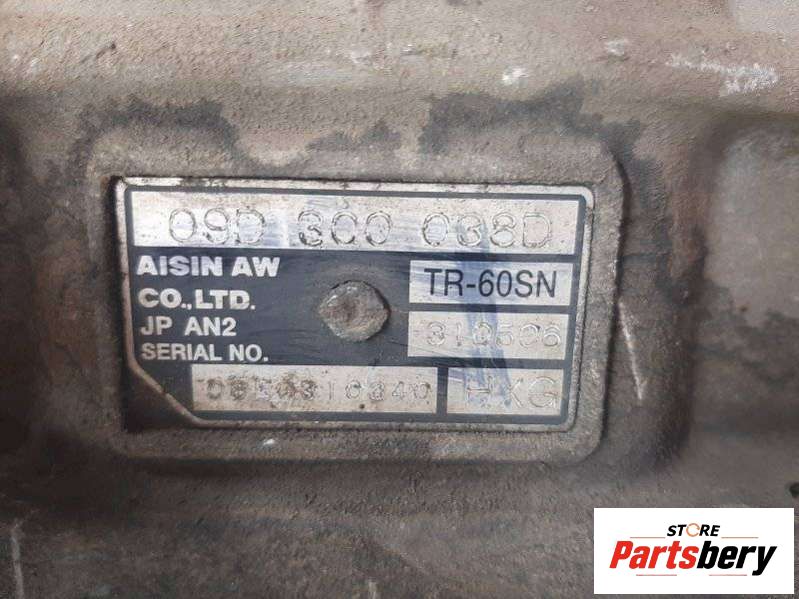 09D 300 038D
AISIN AW
CO.,LTD.
TR-60SN
JP AN2
310506
SERIAL NO.
HXG
STORE
Partsbery